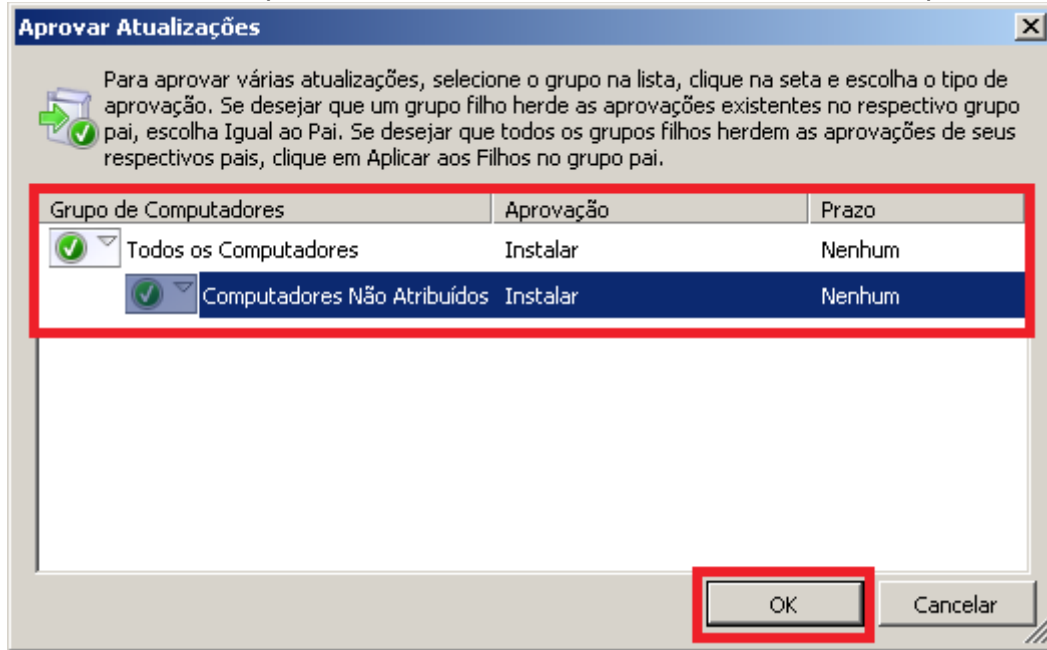 Aprovar Atualizações
Para aprovar várias atualizações, selecione o grupo na lista, clique na seta e escolha o tipo de
aprovação. Se desejar que um grupo filho herde as aprovações existentes no respectivo grupo
pai, escolha Igual ao Pai. Se desejar que todos os grupos filhos herdem as aprovações de seus
respectivos pais, clique em Aplicar aos Filhos no grupo pai.
Grupo de Computadores Aprovação Prazo
Todos os Computadores Instalar Nenhum
Computadores Não Atribuídos Instalar Nenhum
OK Cancelar